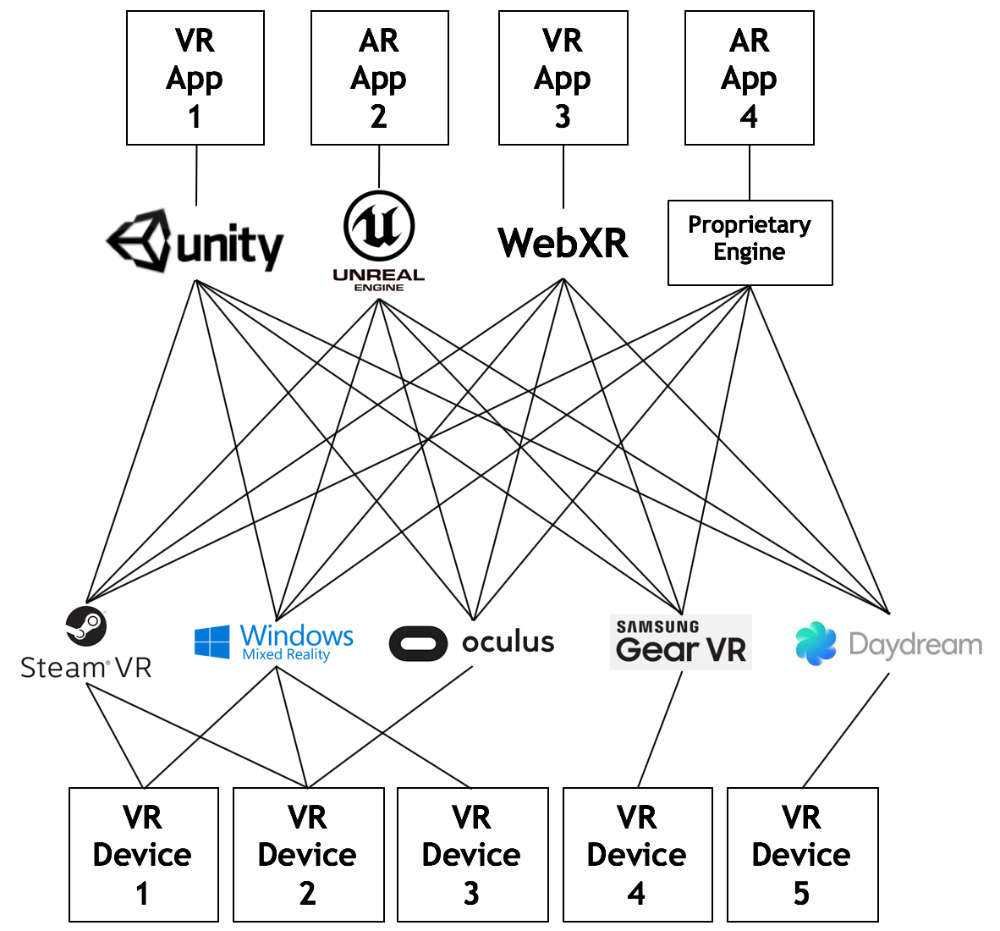 VR
App
1
AR
App
2
VR
App
3
AR
App
4
unity
UNREAL
ENGINE
WebXR
Proprietary
Engine
Steam VR
Windows
Mixed Reality
oculus
SAMSUNG
Gear VR
Daydream
VR
Device
1
VR
Device
2
VR
Device
3
VR
Device
4
VR
Device
5